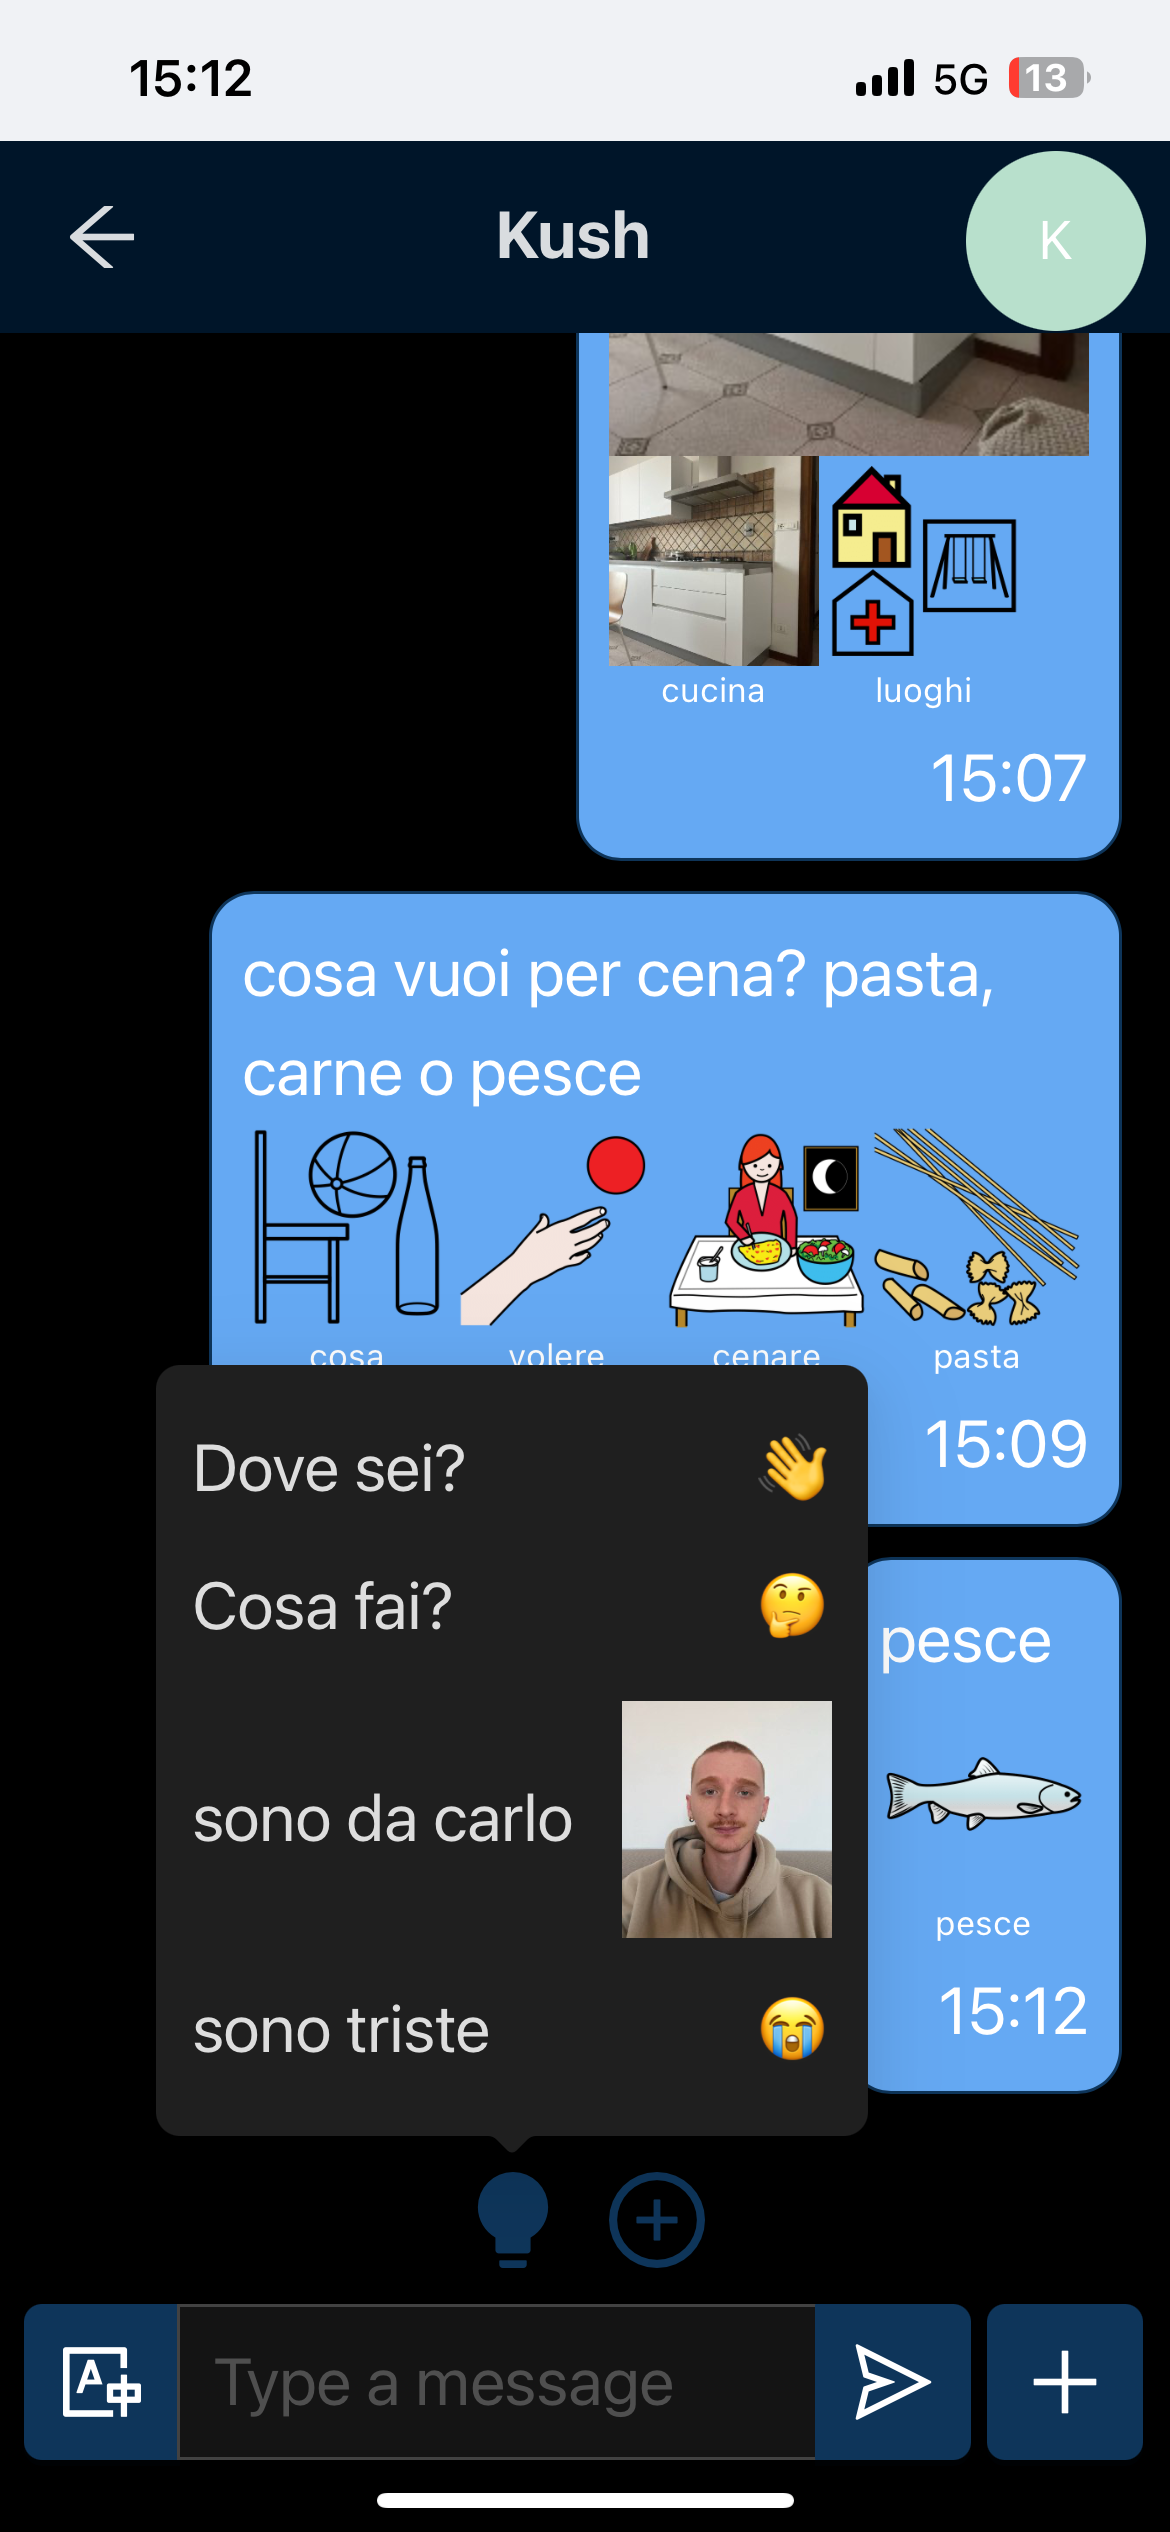 15:12
5G
13
Kush
K
cucina
luoghi
15:07
cosa vuoi per cena? pasta,
carne o pesce
cosa
volere
cenare
pasta
15:09
Dove sei? 👋
Cosa fai? 🤔
sono da carlo
sono triste 😭
pesce
pesce
15:12
A
Type a message